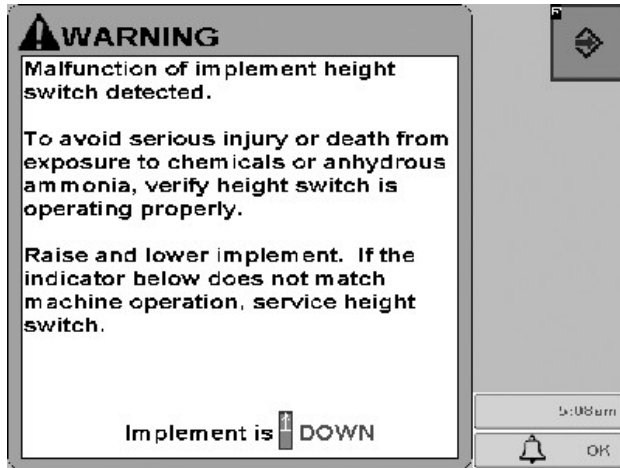 WARNING
Malfunction of implement height
switch detected.
To avoid serious injury or death from
exposure to chemicals or anhydrous
ammonia, verify height switch is
operating properly.
Raise and lower implement. If the
indicator below does not match
machine operation, service height
switch.
Implement is DOWN
5:08am
OK